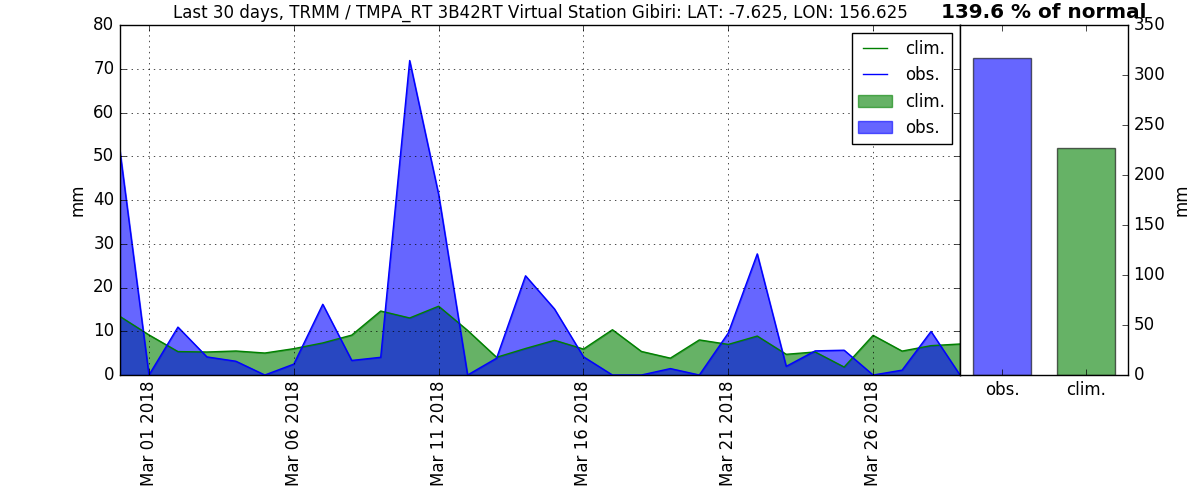 Last 30 days, TRMM / TMPA_RT 3B42RT Virtual Station Gibiri: LAT: -7.625, LON: 156.625
139.6 % of normal
80
70
60
50
40
30
20
10
0
mm
clim.
obs.
clim.
obs.
Mar 01 2018
Mar 06 2018
Mar 11 2018
Mar 16 2018
Mar 21 2018
Mar 26 2018
350
300
250
200
150
100
50
0
mm
obs.
clim.